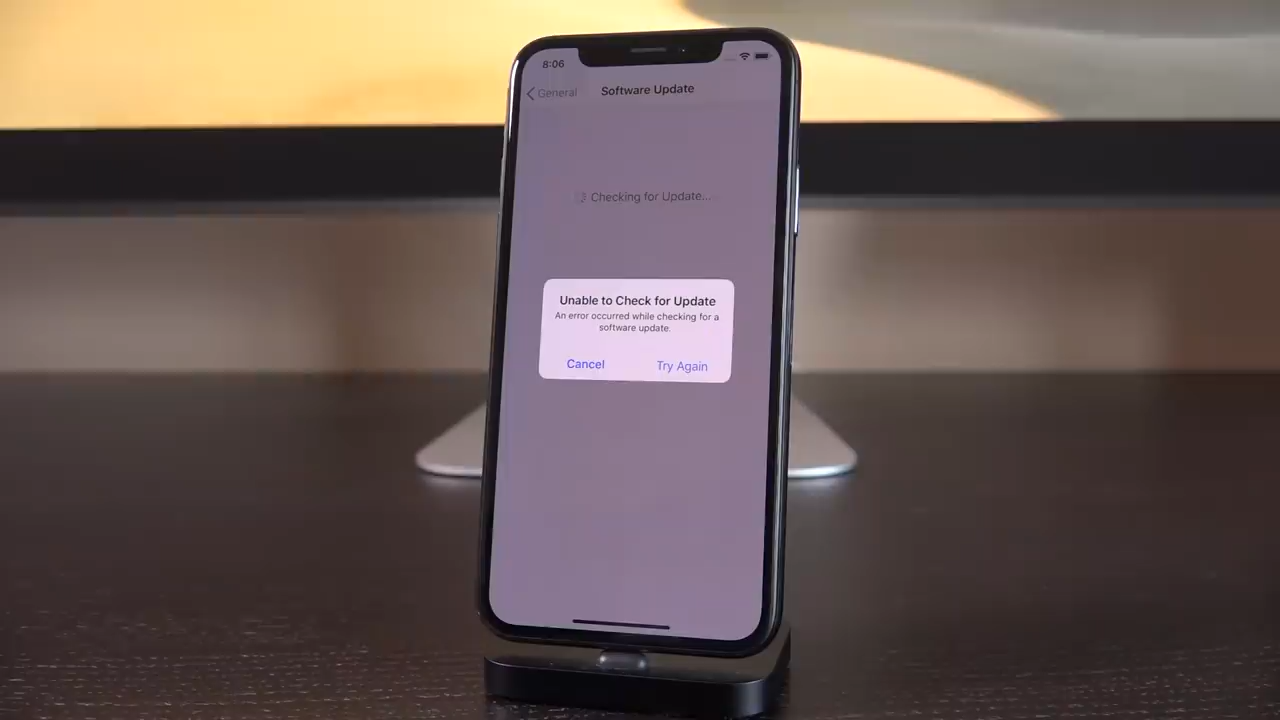 8:06
General
Software Update
Checking for Update...
Unable to Check for Update
An error occurred while checking for a
software update.
Cancel
Try Again